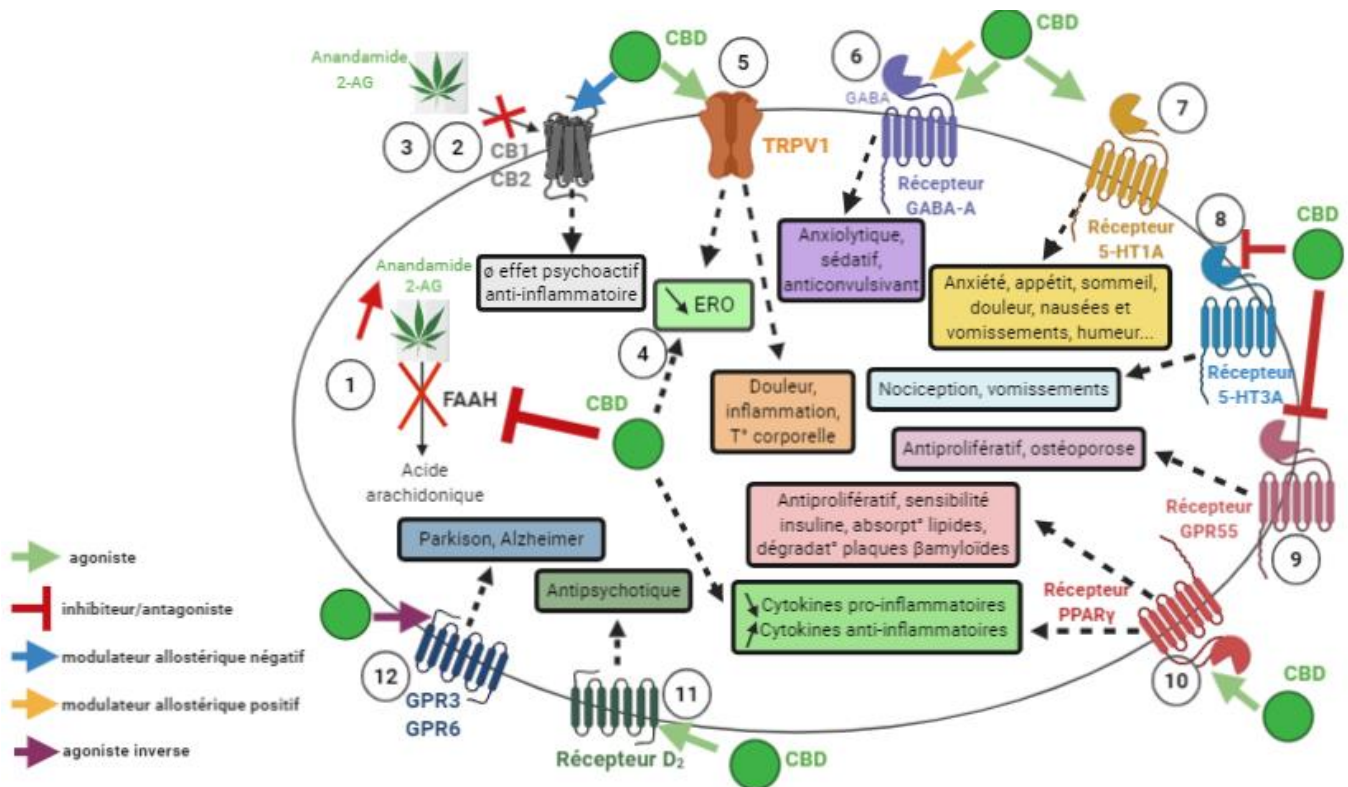 CBD
CBD
Anandamide
2-AG
5
6
GABA
7
3
2
CB1
CB2
TRPV1
Récepteur
GABA-A
Récepteur
5-HT1A
8
CBD
Anxiolytique,
sédatif,
anticonvulsivant
ø effet psychoactif
anti-inflammatoire
Anandamide
2-AG
↘ ERO
Anxiété, appétit, sommeil,
douleur, nausées et
vomissements, humeur...
4
1
FAAH
CBD
Douleur,
inflammation,
T° corporelle
Nociception, vomissements
Récepteur
5-HT3A
Antiprolifératif, ostéoporose
Acide
arachidonique
Antiprolifératif, sensibilité
insuline, absorpt° lipides,
dégradat° plaques βamyloïdes
Récepteur
GPR55
9
Parkison, Alzheimer
Antipsychotique
↘ Cytokines pro-inflammatoires
↗ Cytokines anti-inflammatoires
Récepteur
PPARγ
10
CBD
12
GPR3
GPR6
11
Récepteur D₂
CBD
agoniste
inhibiteur/antagoniste
modulateur allostérique négatif
modulateur allostérique positif
agoniste inverse